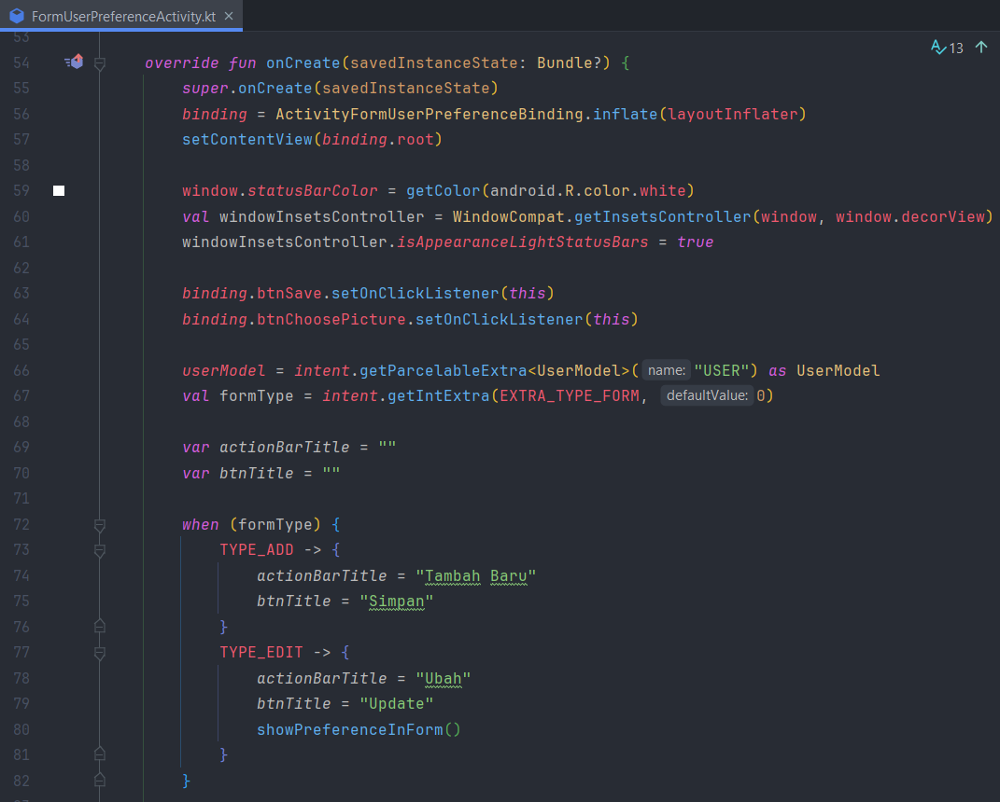 FormUserPreferenceActivity.kt
53
13
54 override fun onCreate(savedInstanceState: Bundle?) {
55 super.onCreate(savedInstanceState)
56 binding = ActivityFormUserPreferenceBinding.inflate(layoutInflater)
57 setContentView(binding.root)
58
59 window.statusBarColor = getColor(android.R.color.white)
60 val windowInsetsController = WindowCompat.getInsetsController(window, window.decorView)
61 windowInsetsController.isAppearanceLightStatusBars = true
62
63 binding.btnSave.setOnClickListener(this)
64 binding.btnChoosePicture.setOnClickListener(this)
65
66 userModel = intent.getParcelableExtra<UserModel>( name: "USER") as UserModel
67 val formType = intent.getIntExtra(EXTRA_TYPE_FORM, defaultValue: 0)
68
69 var actionBarTitle = ""
70 var btnTitle = ""
71
72 when (formType) {
73 TYPE_ADD -> {
74 actionBarTitle = "Tambah Baru"
75 btnTitle = "Simpan"
76 }
77 TYPE_EDIT -> {
78 actionBarTitle = "Ubah"
79 btnTitle = "Update"
80 showPreferenceInForm()
81 }
82 }